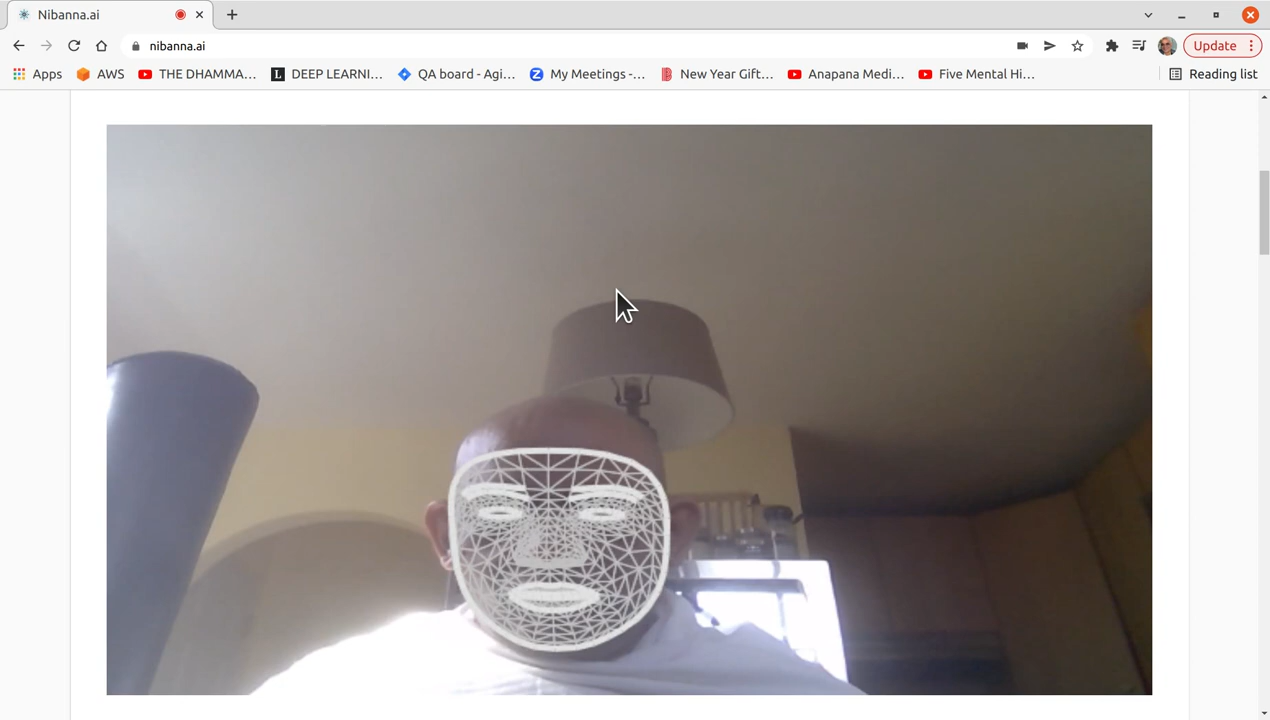 Nibanna.ai
nibanna.ai
Update
Apps AWS THE DHAMMA... DEEP LEARNI... QA board - Agi... My Meetings -... New Year Gift... Anapana Medi... Five Mental Hi... Reading list